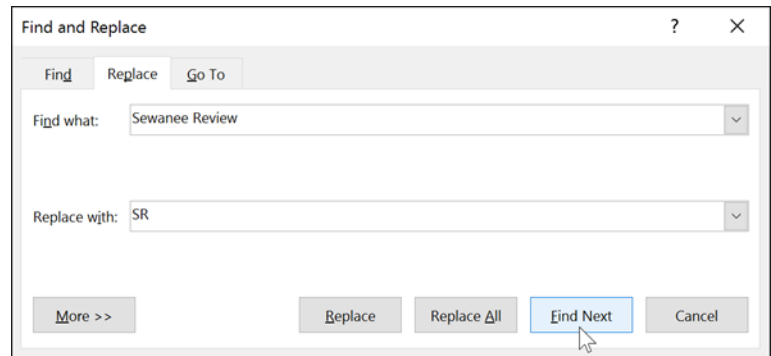 Find and Replace ? ✕
Find Replace Go To
Find what: Sewanee Review
Replace with: SR
More >> Replace Replace All Find Next Cancel